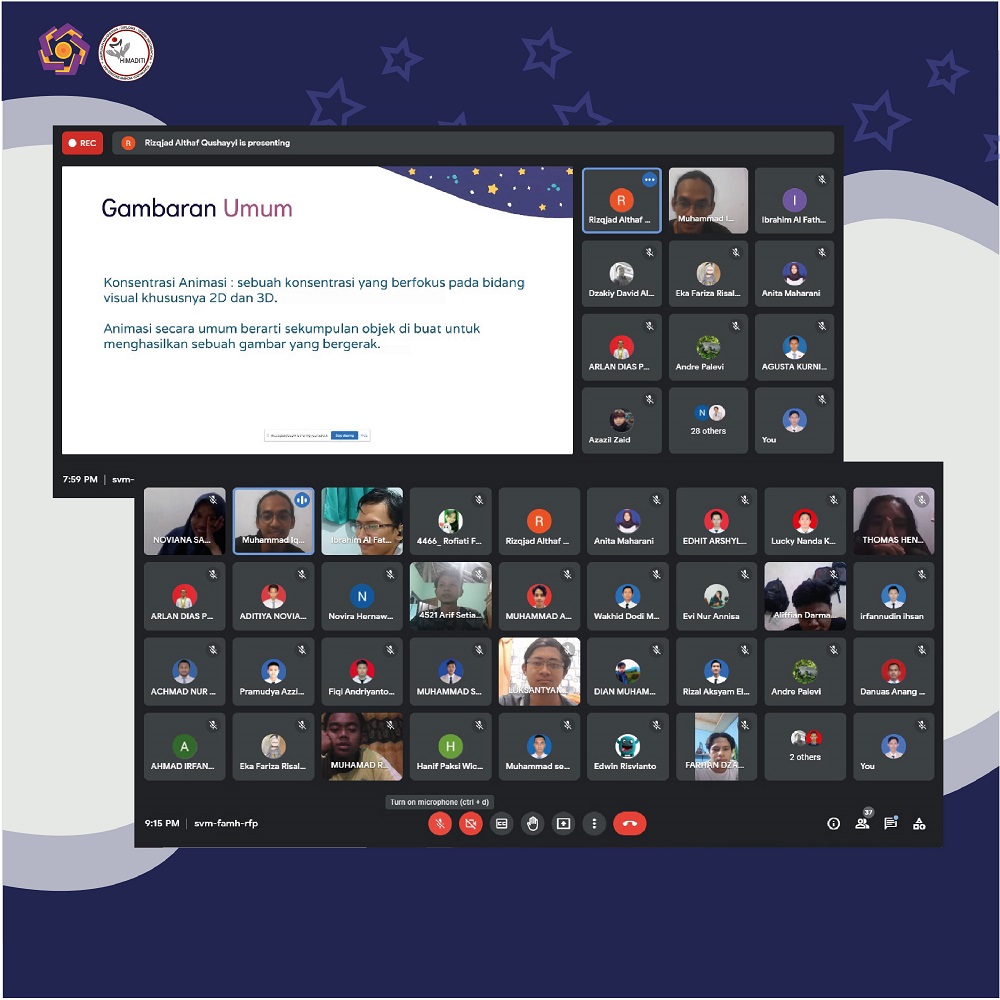 HIMADITI
REC
R
Rizqjad Althaf Qushayyi is presenting
Gambaran Umum
Konsentrasi Animasi : sebuah konsentrasi yang berfokus pada bidang
visual khususnya 2D dan 3D.
Animasi secara umum berarti sekumpulan objek di buat untuk
menghasilkan sebuah gambar yang bergerak.
Stop sharing
R
Rizqjad Althaf ...
Muhammad I...
I
Ibrahim Al Fath...
Dzakiy David Al...
Eka Fariza Risal...
Anita Maharani
ARLAN DIAS P...
Andre Palevi
AGUSTA KURNI...
Azazil Zaid
N
28 others
You
7:59 PM | svm-
NOVIANA SA...
Muhammad Iq...
Ibrahim Al Fat...
4466_ Rofiati F...
R
Rizqjad Althaf ...
Anita Maharani
EDHIT ARSHYL...
Lucky Nanda K...
THOMAS HEN...
ARLAN DIAS P...
ADITIYA NOVIA...
N
Novira Hernaw...
4521 Arif Setia...
MUHAMMAD A...
Wakhid Dodi M...
Evi Nur Annisa
Aliffian Darma...
irfannudin ihsan
ACHMAD NUR ...
Pramudya Azzi...
Fiqi Andriyanto...
MUHAMMAD S...
LUKSANTYAN...
DIAN MUHAM...
Rizal Aksyam El...
Andre Palevi
Danuas Anang ...
A
AHMAD IRFAN...
Eka Fariza Risal...
MUHAMAD R...
H
Hanif Paksi Wic...
Muhammad se...
Edwin Risvianto
FARHAN DZA...
2 others
You
Turn on microphone (ctrl + d)
9:15 PM | svm-famh-rfp
37